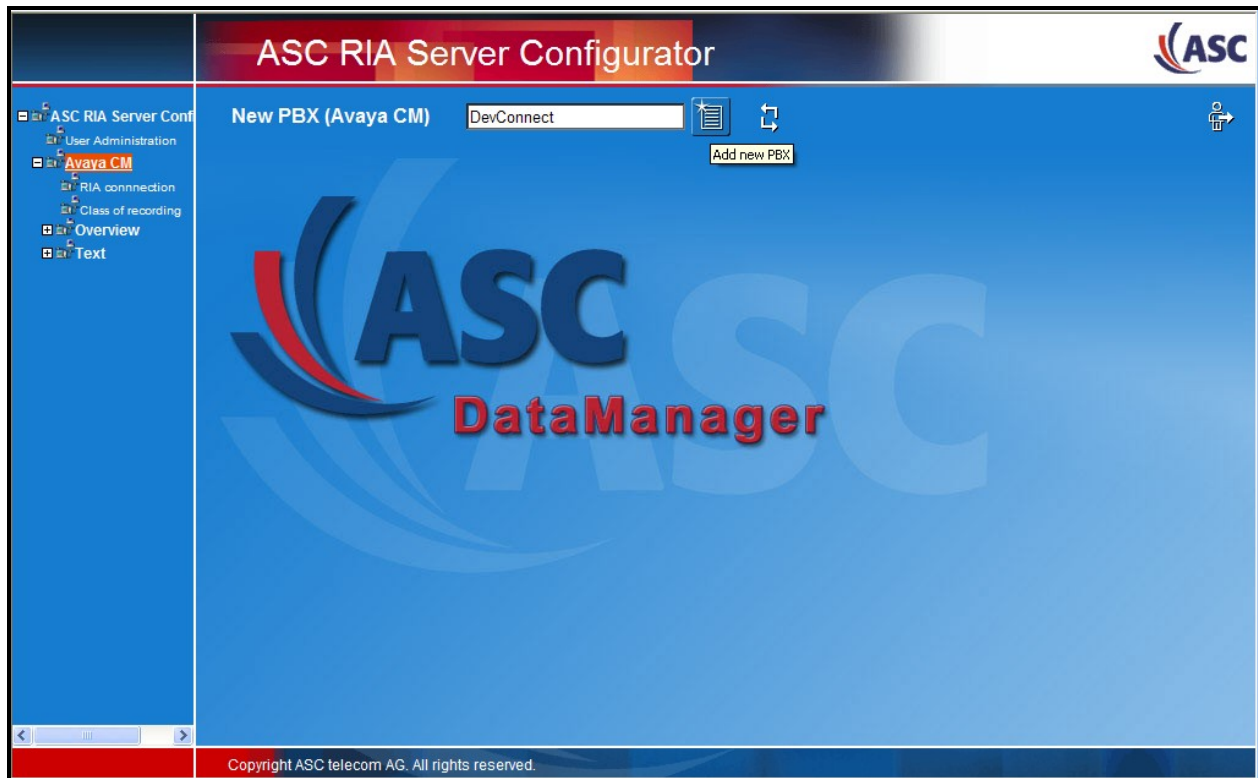 ASC RIA Server Configurator
ASC
ASC RIA Server Conf
User Administration
Avaya CM
RIA connnection
Class of recording
Overview
Text
New PBX (Avaya CM)
DevConnect
Add new PBX
ASC
ASC
DataManager
Copyright ASC telecom AG. All rights reserved.